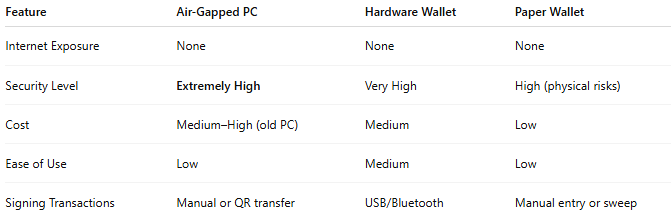 Feature Air-Gapped PC Hardware Wallet Paper Wallet
Internet Exposure None None None
Security Level Extremely High Very High High (physical risks)
Cost Medium–High (old PC) Medium Low
Ease of Use Low Medium Low
Signing Transactions Manual or QR transfer USB/Bluetooth Manual entry or sweep